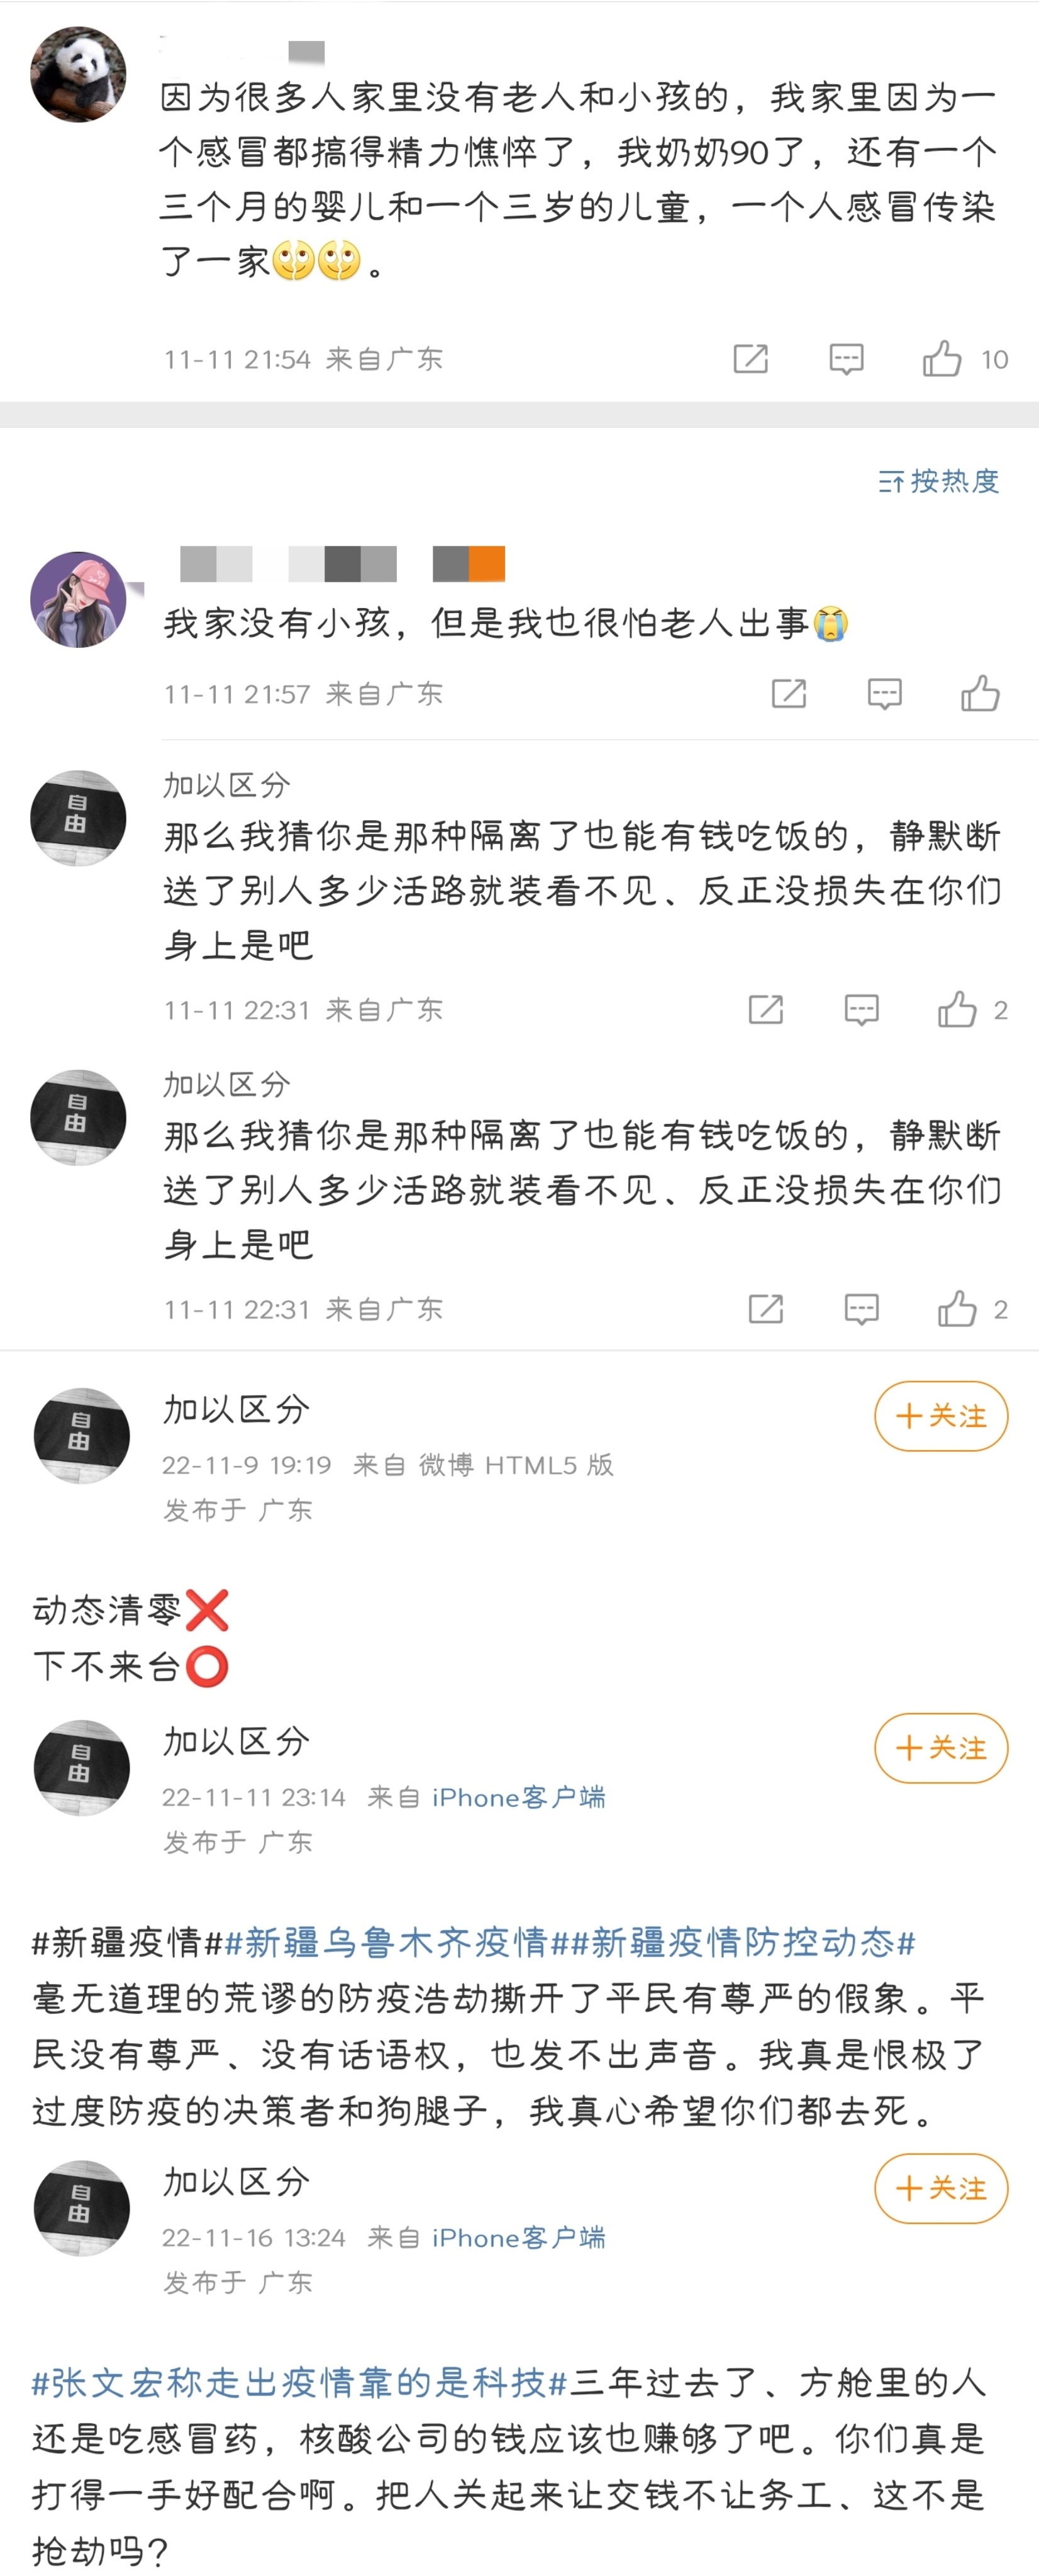 因为很多人家里没有老人和小孩的，我家里因为一
个感冒都搞得精力憔悴了，我奶奶90了，还有一个
三个月的婴儿和一个三岁的儿童，一个人感冒传染
了一家🫠🫠。
11-11 21:54 来自广东 10
按热度
我家没有小孩，但是我也很怕老人出事😭
11-11 21:57 来自广东
自由
加以区分
那么我猜你是那种隔离了也能有钱吃饭的，静默断
送了别人多少活路就装看不见、反正没损失在你们
身上是吧
11-11 22:31 来自广东 2
自由
加以区分
那么我猜你是那种隔离了也能有钱吃饭的，静默断
送了别人多少活路就装看不见、反正没损失在你们
身上是吧
11-11 22:31 来自广东 2
自由
加以区分
+关注
22-11-9 19:19 来自 微博 HTML5 版
发布于 广东
动态清零❌
下不来台⭕
自由
加以区分
+关注
22-11-11 23:14 来自 iPhone客户端
发布于 广东
#新疆疫情##新疆乌鲁木齐疫情##新疆疫情防控动态#
毫无道理的荒谬的防疫浩劫撕开了平民有尊严的假象。平
民没有尊严、没有话语权，也发不出声音。我真是恨极了
过度防疫的决策者和狗腿子，我真心希望你们都去死。
自由
加以区分
+关注
22-11-16 13:24 来自 iPhone客户端
发布于 广东
#张文宏称走出疫情靠的是科技#三年过去了、方舱里的人
还是吃感冒药，核酸公司的钱应该也赚够了吧。你们真是
打得一手好配合啊。把人关起来让交钱不让务工、这不是
抢劫吗？